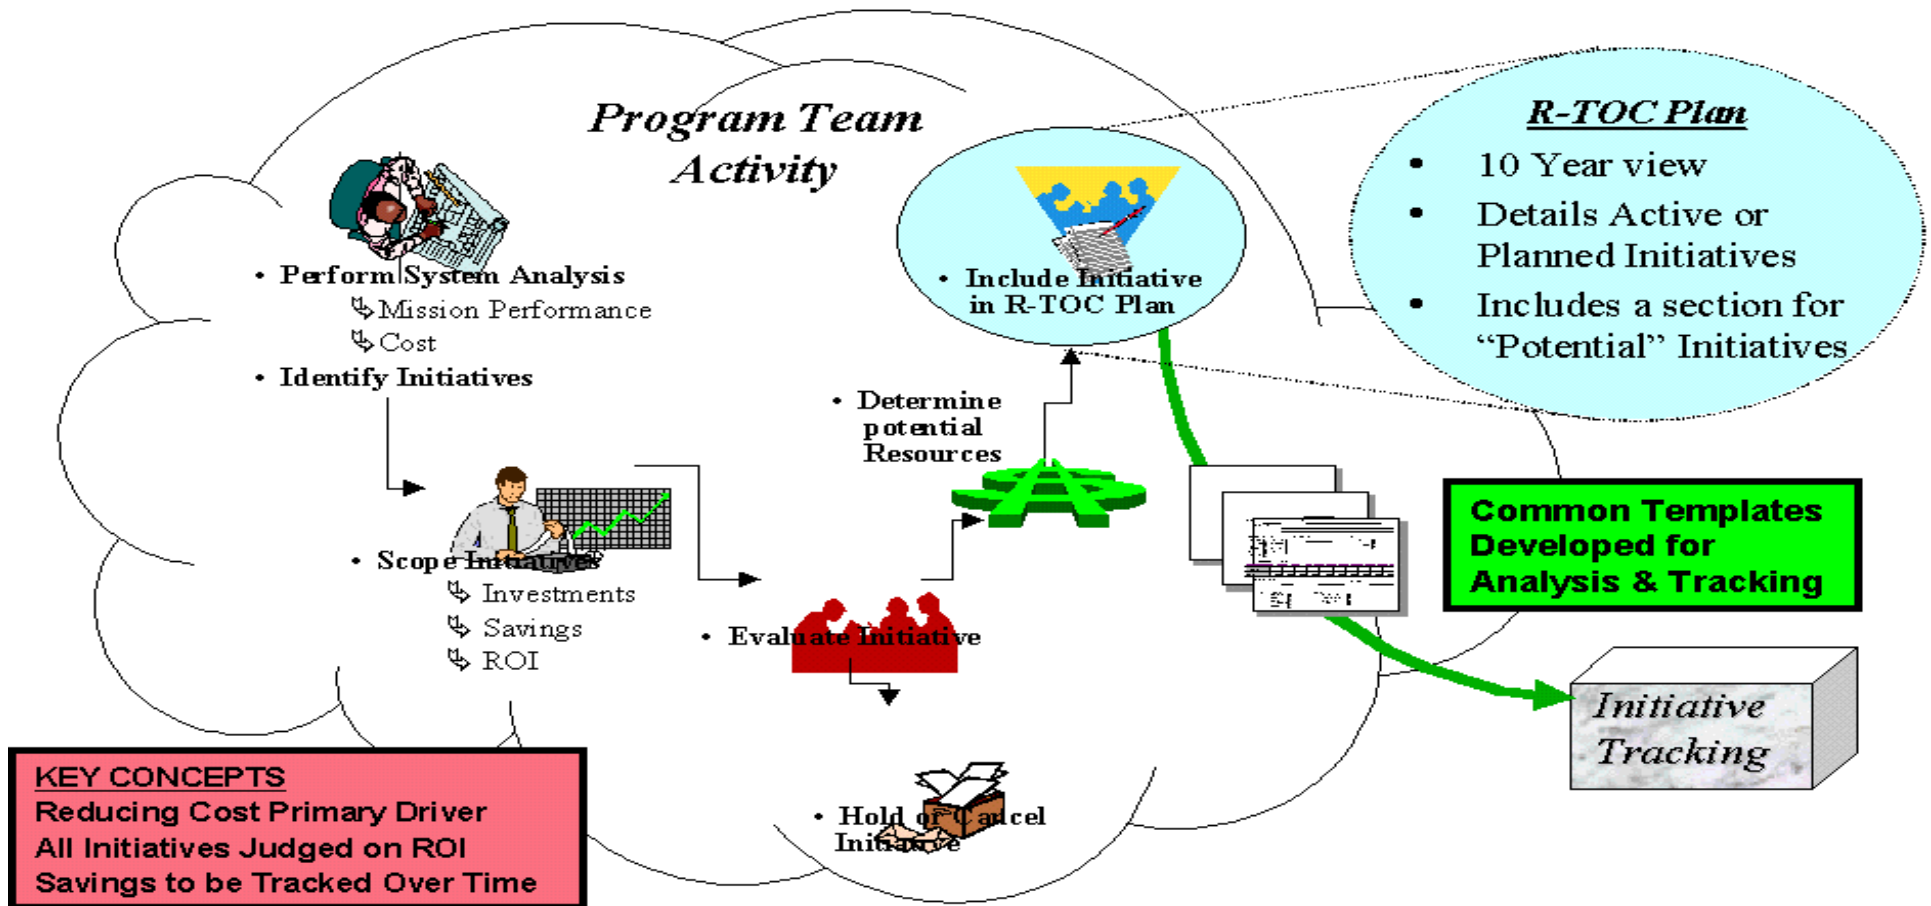 Program Team
Activity
• Perform System Analysis
Mission Performance
Cost
• Identify Initiatives
• Scope Initiatives
Investments
Savings
ROI
• Evaluate Initiative
• Hold or Cancel
Initiative
• Determine
potential
Resources
• Include Initiative
in R-TOC Plan
R-TOC Plan
• 10 Year view
• Details Active or
Planned Initiatives
• Includes a section for
“Potential” Initiatives
Common Templates
Developed for
Analysis & Tracking
Initiative
Tracking
KEY CONCEPTS
Reducing Cost Primary Driver
All Initiatives Judged on ROI
Savings to be Tracked Over Time